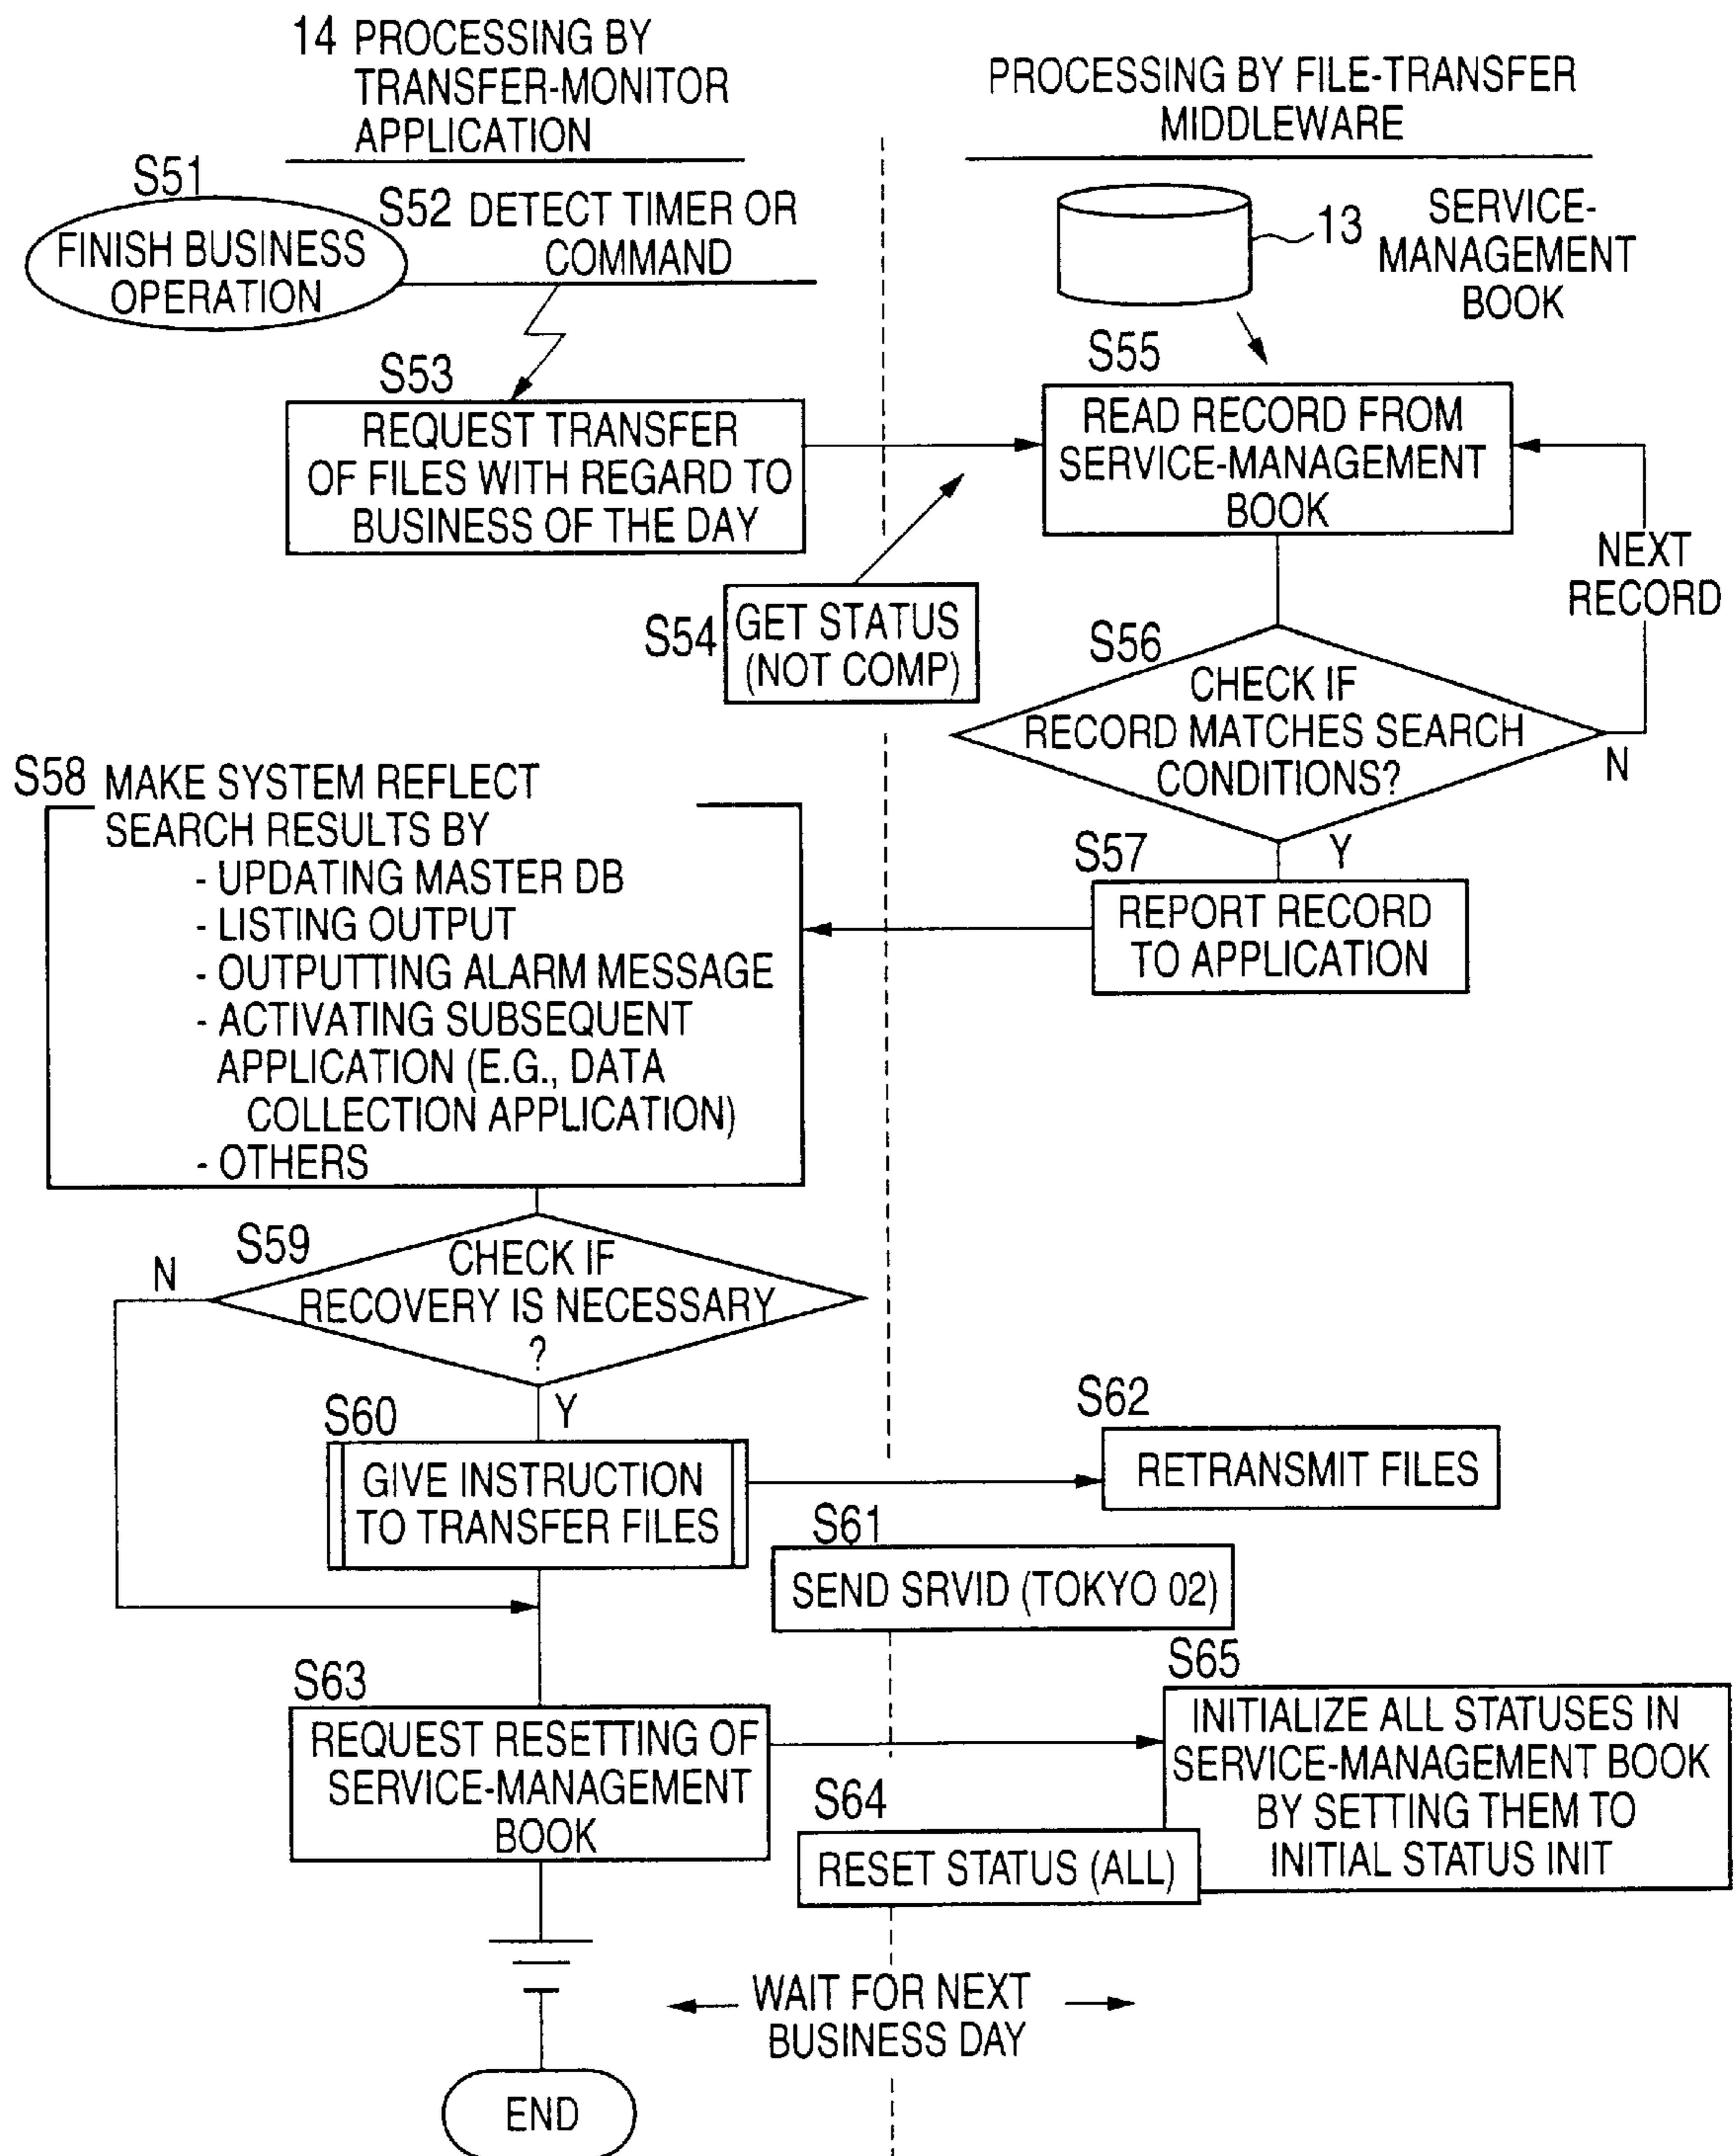 14 PROCESSING BY
TRANSFER-MONITOR
APPLICATION
PROCESSING BY FILE-TRANSFER
MIDDLEWARE
S51
FINISH BUSINESS
OPERATION
S52 DETECT TIMER OR
COMMAND
13
SERVICE-
MANAGEMENT
BOOK
S53
REQUEST TRANSFER
OF FILES WITH REGARD TO
BUSINESS OF THE DAY
S55
READ RECORD FROM
SERVICE-MANAGEMENT
BOOK
NEXT
RECORD
S54
GET STATUS
(NOT COMP)
S56
CHECK IF
RECORD MATCHES SEARCH
CONDITIONS?
N
Y
S57
REPORT RECORD
TO APPLICATION
S58 MAKE SYSTEM REFLECT
SEARCH RESULTS BY
- UPDATING MASTER DB
- LISTING OUTPUT
- OUTPUTTING ALARM MESSAGE
- ACTIVATING SUBSEQUENT
APPLICATION (E.G., DATA
COLLECTION APPLICATION)
- OTHERS
S59
N
CHECK IF
RECOVERY IS NECESSARY
?
Y
S60
GIVE INSTRUCTION
TO TRANSFER FILES
S62
RETRANSMIT FILES
S61
SEND SRVID (TOKYO 02)
S63
REQUEST RESETTING OF
SERVICE-MANAGEMENT
BOOK
S65
INITIALIZE ALL STATUSES IN
SERVICE-MANAGEMENT BOOK
BY SETTING THEM TO
INITIAL STATUS INIT
S64
RESET STATUS (ALL)
WAIT FOR NEXT
BUSINESS DAY
END